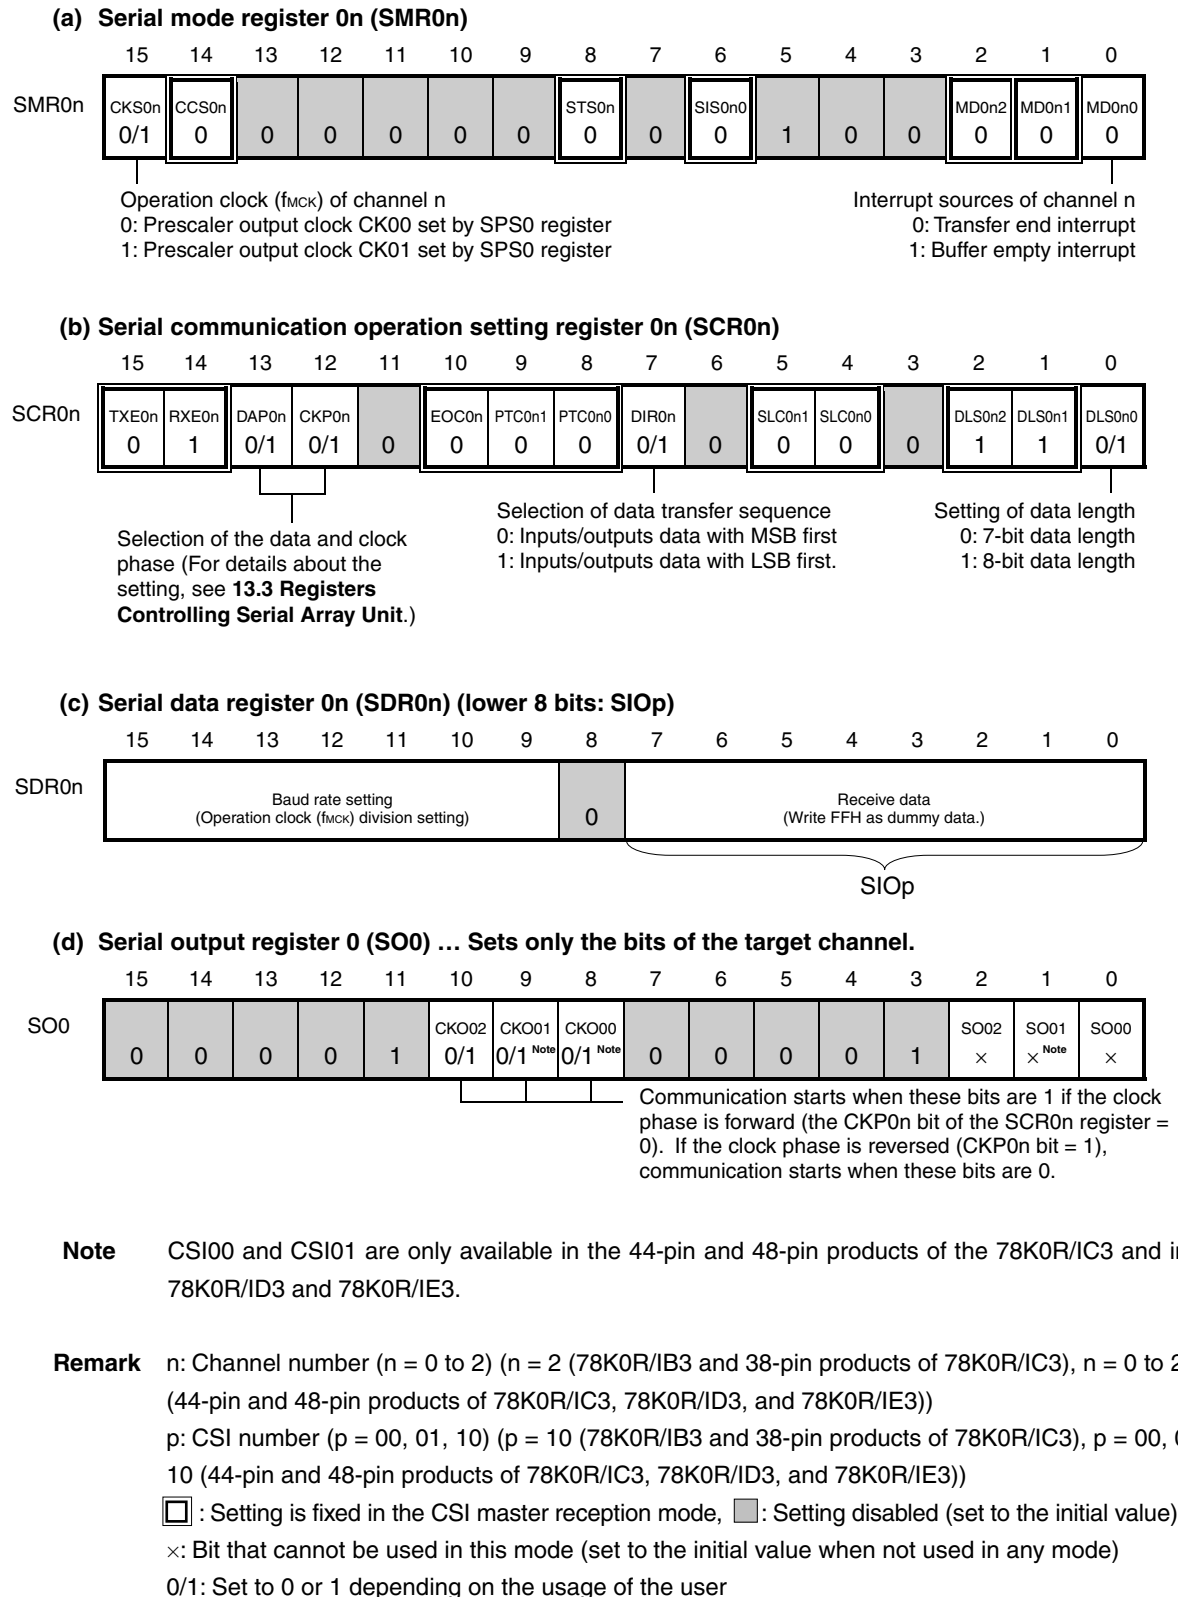 (a) Serial mode register 0n (SMR0n)
15 14 13 12 11 10 9 8 7 6 5 4 3 2 1 0
SMR0n CKS0n CCS0n STS0n SIS0n0 MD0n2 MD0n1 MD0n0
0/1 0 0 0 0 0 0 0 0 0 1 0 0 0 0 0
Operation clock (fMCK) of channel n
0: Prescaler output clock CK00 set by SPS0 register
1: Prescaler output clock CK01 set by SPS0 register
Interrupt sources of channel n
0: Transfer end interrupt
1: Buffer empty interrupt
(b) Serial communication operation setting register 0n (SCR0n)
15 14 13 12 11 10 9 8 7 6 5 4 3 2 1 0
SCR0n TXE0n RXE0n DAP0n CKP0n EOC0n PTC0n1 PTC0n0 DIR0n SLC0n1 SLC0n0 DLS0n2 DLS0n1 DLS0n0
0 1 0/1 0/1 0 0 0 0 0/1 0 0 0 0 1 1 0/1
Selection of the data and clock
phase (For details about the
setting, see 13.3 Registers
Controlling Serial Array Unit.)
Selection of data transfer sequence
0: Inputs/outputs data with MSB first
1: Inputs/outputs data with LSB first.
Setting of data length
0: 7-bit data length
1: 8-bit data length
(c) Serial data register 0n (SDR0n) (lower 8 bits: SIOp)
15 14 13 12 11 10 9 8 7 6 5 4 3 2 1 0
SDR0n
Baud rate setting
(Operation clock (fMCK) division setting)
0
Receive data
(Write FFH as dummy data.)
SIOp
(d) Serial output register 0 (SO0) … Sets only the bits of the target channel.
15 14 13 12 11 10 9 8 7 6 5 4 3 2 1 0
SO0 CKO02 CKO01 CKO00 SO02 SO01 SO00
0 0 0 0 1 0/1 0/1 Note 0/1 Note 0 0 0 0 1 × × Note ×
Communication starts when these bits are 1 if the clock
phase is forward (the CKP0n bit of the SCR0n register =
0). If the clock phase is reversed (CKP0n bit = 1),
communication starts when these bits are 0.
Note CSI00 and CSI01 are only available in the 44-pin and 48-pin products of the 78K0R/IC3 and
78K0R/ID3 and 78K0R/IE3.
Remark n: Channel number (n = 0 to 2) (n = 2 (78K0R/IB3 and 38-pin products of 78K0R/IC3), n = 0 to 2
(44-pin and 48-pin products of 78K0R/IC3, 78K0R/ID3, and 78K0R/IE3))
p: CSI number (p = 00, 01, 10) (p = 10 (78K0R/IB3 and 38-pin products of 78K0R/IC3), p = 00,
10 (44-pin and 48-pin products of 78K0R/IC3, 78K0R/ID3, and 78K0R/IE3))
: Setting is fixed in the CSI master reception mode, : Setting disabled (set to the initial value)
×: Bit that cannot be used in this mode (set to the initial value when not used in any mode)
0/1: Set to 0 or 1 depending on the usage of the user